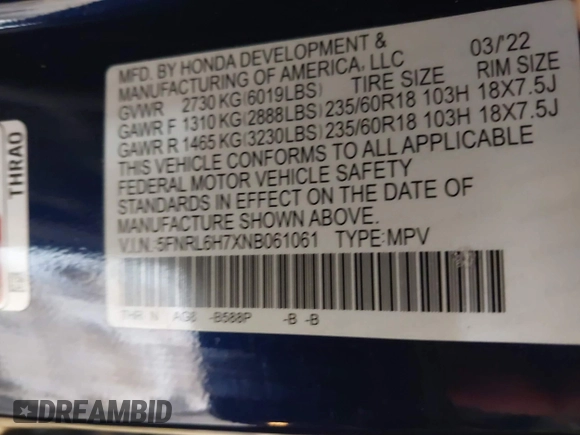 MFD. BY HONDA DEVELOPMENT &
MANUFACTURING OF AMERICA, LLC 03/'22
GVWR 2730 KG (6019LBS) TIRE SIZE RIM SIZE
GAWR F 1310 KG (2888LBS) 235/60R18 103H 18X7.5J
GAWR R 1465 KG (3230LBS) 235/60R18 103H 18X7.5J
THIS VEHICLE CONFORMS TO ALL APPLICABLE
FEDERAL MOTOR VEHICLE SAFETY
STANDARDS IN EFFECT ON THE DATE OF
MANUFACTURE SHOWN ABOVE.
V.I.N.: 5FNRL6H7XNB061061 TYPE: MPV
THR N AG8 -B588P -B -B
THRAO
DREAMBID